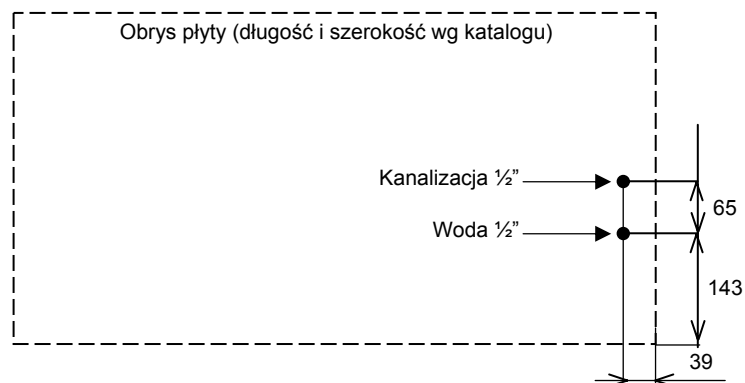 Obrys płyty (długość i szerokość wg katalogu)
Kanalizacja ½”
65
Woda ½”
143
39